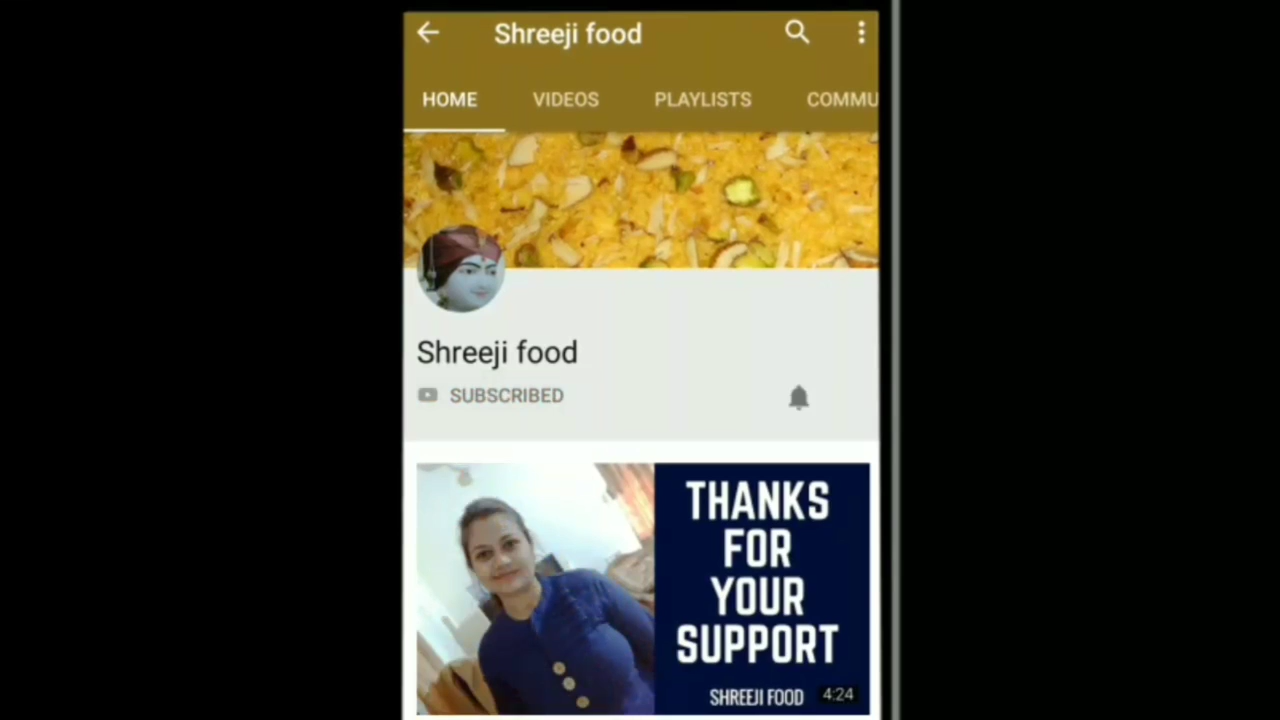 Shreeji food
HOME VIDEOS PLAYLISTS COMMU
Shreeji food
SUBSCRIBED
THANKS
FOR
YOUR
SUPPORT
SHREEJI FOOD 4:24